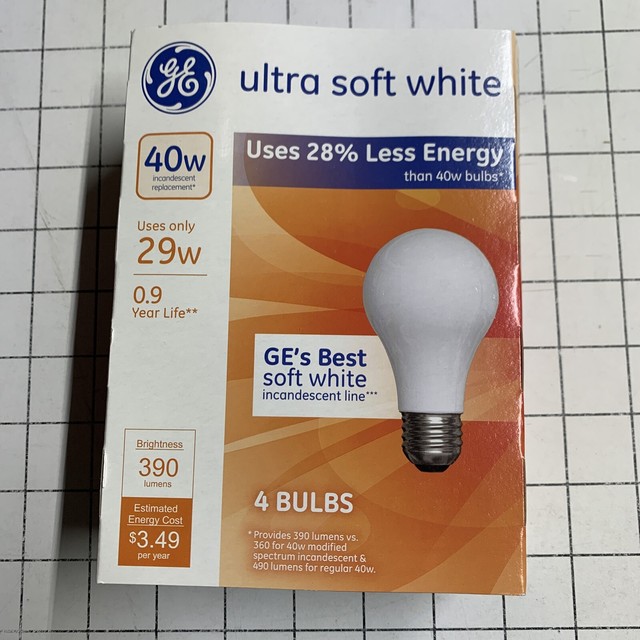 GE
ultra soft white
40w
incandescent
replacement*
Uses 28% Less Energy
than 40w bulbs*
Uses only
29w
0.9
Year Life**
GE's Best
soft white
incandescent line***
Brightness
390
lumens
Estimated
Energy Cost
$3.49
per year
4 BULBS
* Provides 390 lumens vs.
360 for 40w modified
spectrum incandescent &
490 lumens for regular 40w.